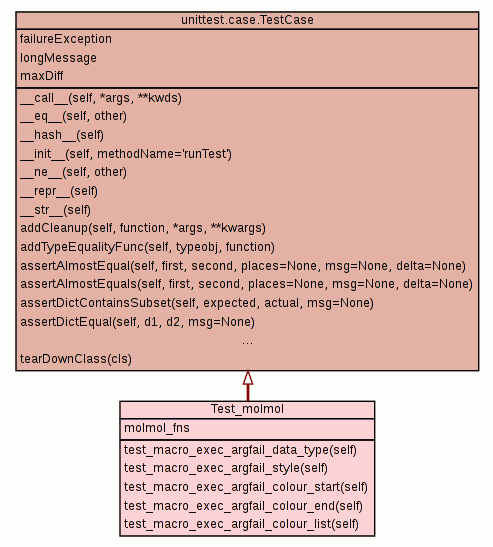 unittest.case.TestCase
failureException
longMessage
maxDiff
__call__(self, *args, **kwds)
__eq__(self, other)
__hash__(self)
__init__(self, methodName='runTest')
__ne__(self, other)
__repr__(self)
__str__(self)
addCleanup(self, function, *args, **kwargs)
addTypeEqualityFunc(self, typeobj, function)
assertAlmostEqual(self, first, second, places=None, msg=None, delta=None)
assertAlmostEquals(self, first, second, places=None, msg=None, delta=None)
assertDictContainsSubset(self, expected, actual, msg=None)
assertDictEqual(self, d1, d2, msg=None)
...
tearDownClass(cls)
Test_molmol
molmol_fns
test_macro_exec_argfail_data_type(self)
test_macro_exec_argfail_style(self)
test_macro_exec_argfail_colour_start(self)
test_macro_exec_argfail_colour_end(self)
test_macro_exec_argfail_colour_list(self)